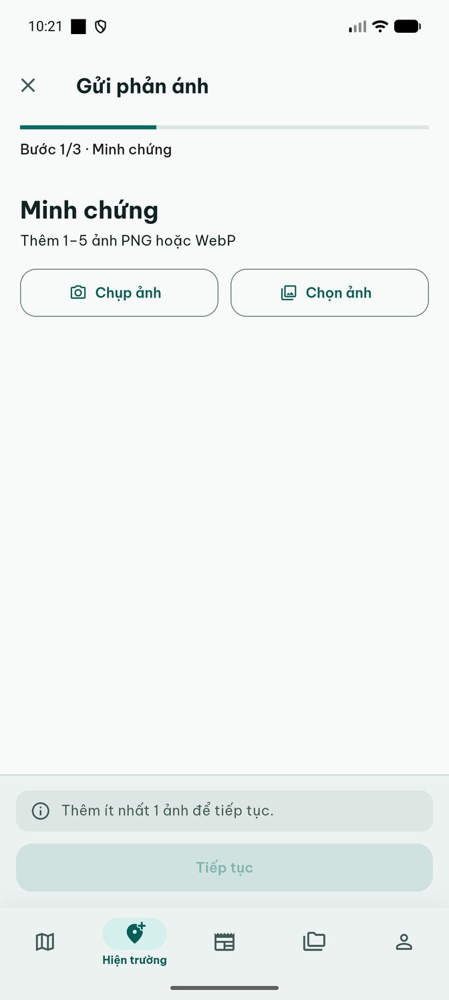 10:21
Gửi phản ánh
Bước 1/3 · Minh chứng
Minh chứng
Thêm 1–5 ảnh PNG hoặc WebP
Chụp ảnh
Chọn ảnh
Thêm ít nhất 1 ảnh để tiếp tục.
Tiếp tục
Hiện trường